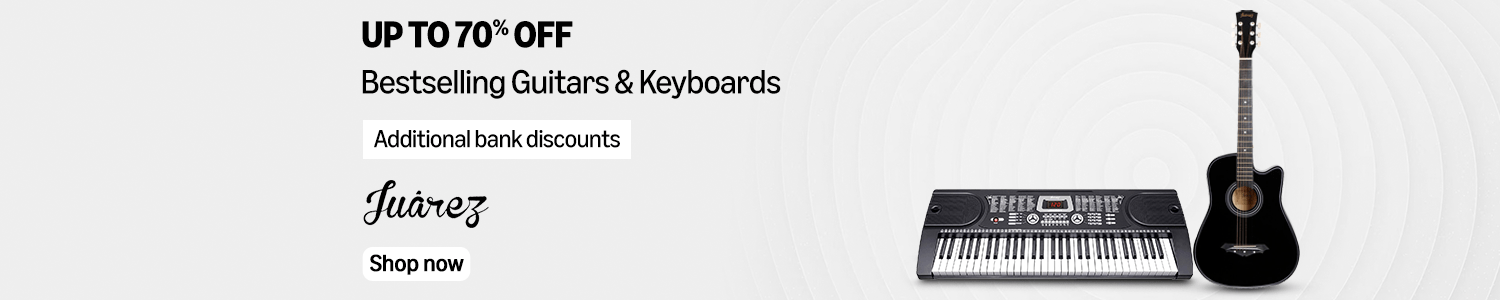 UP TO 70% OFF
Bestselling Guitars & Keyboards
Additional bank discounts
Juârez
Shop now